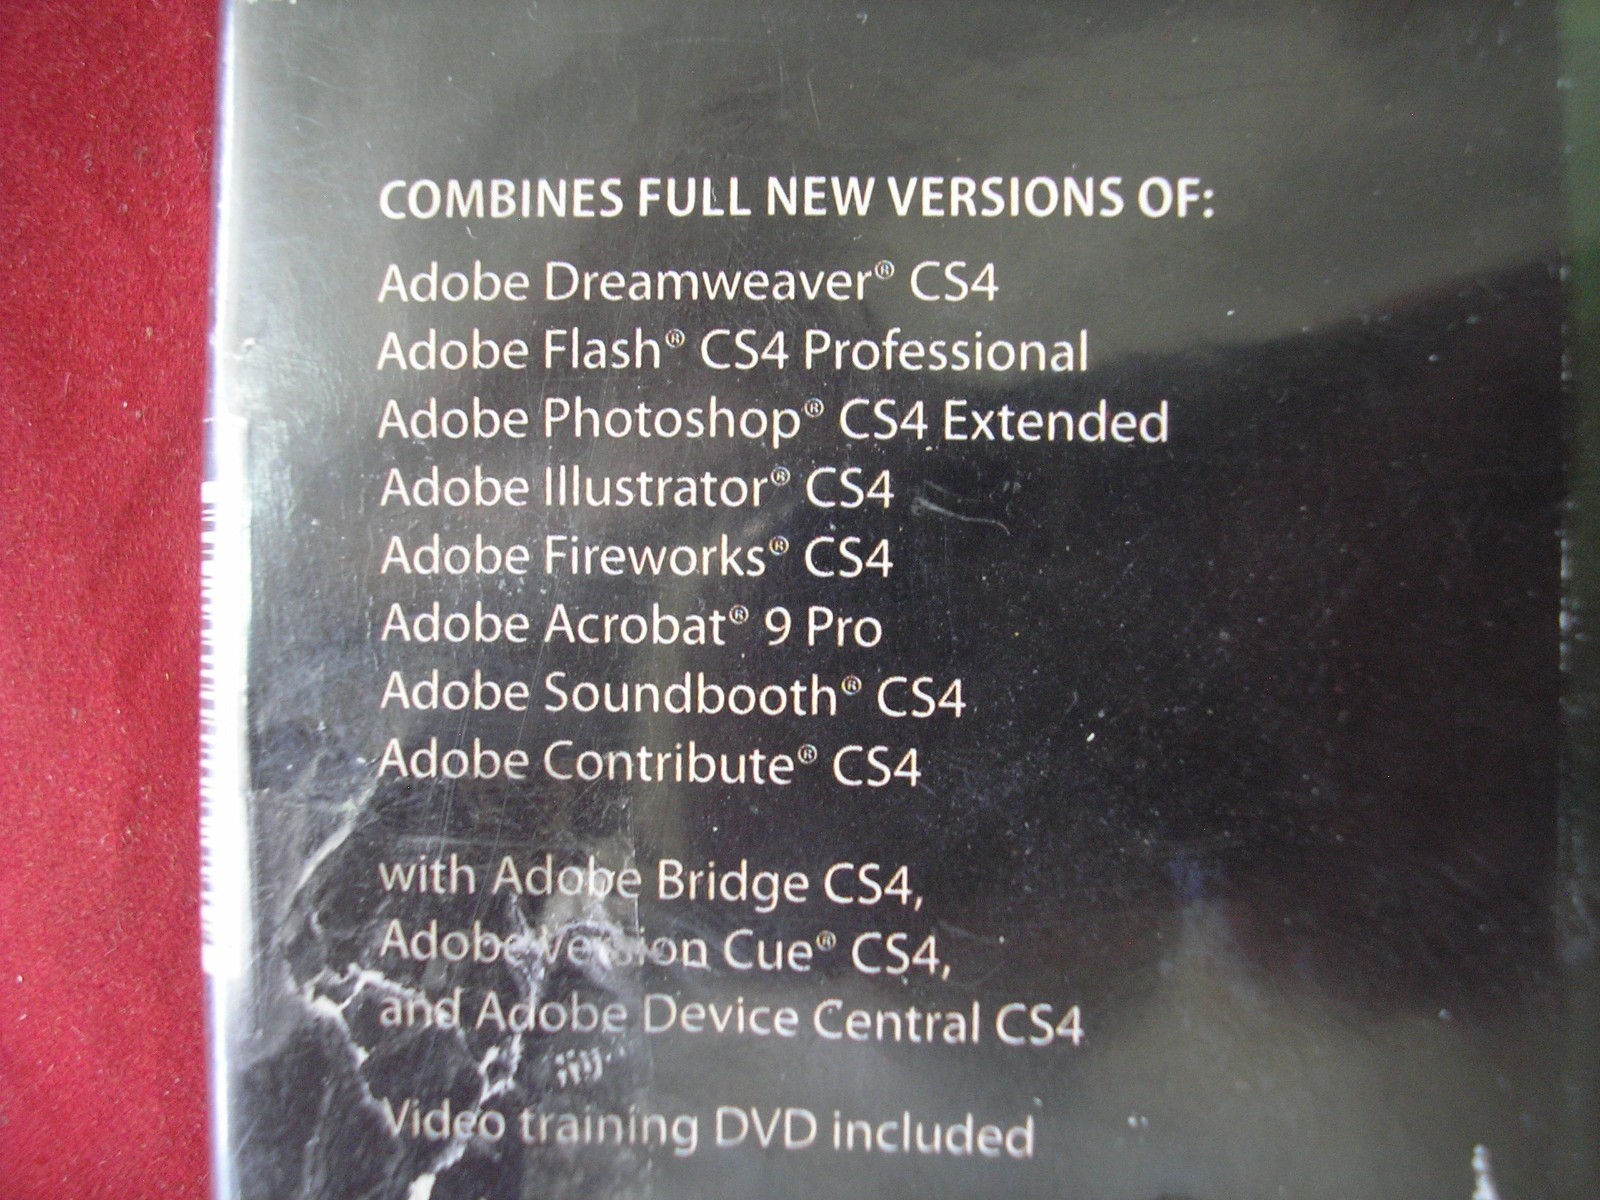 COMBINES FULL NEW VERSIONS OF:
Adobe Dreamweaver® CS4
Adobe Flash® CS4 Professional
Adobe Photoshop® CS4 Extended
Adobe Illustrator® CS4
Adobe Fireworks® CS4
Adobe Acrobat® 9 Pro
Adobe Soundbooth® CS4
Adobe Contribute® CS4
with Adobe Bridge CS4,
Adobe Version Cue® CS4,
and Adobe Device Central CS4
Video training DVD included